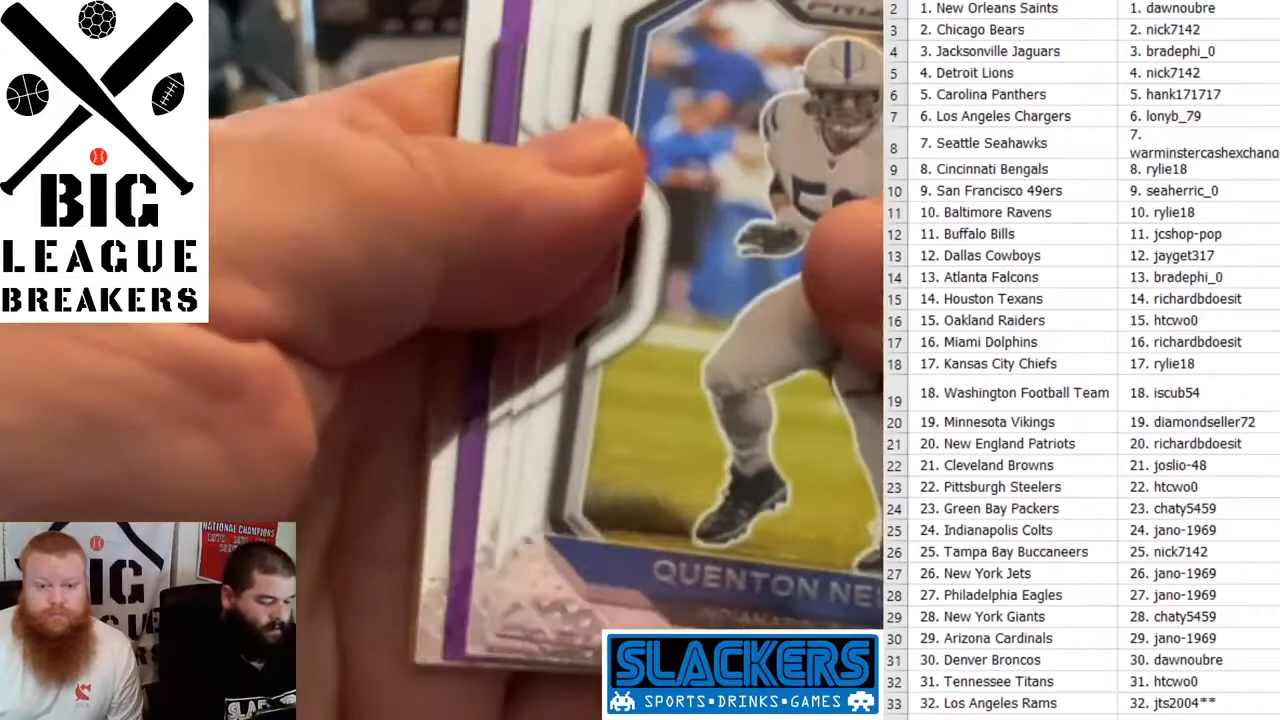 BIG
LEAGUE
BREAKERS
NATIONAL CHAMPIONS
IG
QUENTON NEL
SLACKERS
SPORTS•DRINKS•GAMES
2 1. New Orleans Saints 1. dawnoubre
3 2. Chicago Bears 2. nick7142
4 3. Jacksonville Jaguars 3. bradephi_0
5 4. Detroit Lions 4. nick7142
6 5. Carolina Panthers 5. hank171717
7 6. Los Angeles Chargers 6. lonyb_79
8 7. Seattle Seahawks 7. warminstercashexchang
9 8. Cincinnati Bengals 8. rylie18
10 9. San Francisco 49ers 9. seaherric_0
11 10. Baltimore Ravens 10. rylie18
12 11. Buffalo Bills 11. jcshop-pop
13 12. Dallas Cowboys 12. jayget317
14 13. Atlanta Falcons 13. bradephi_0
15 14. Houston Texans 14. richardbdoesit
16 15. Oakland Raiders 15. htcwo0
17 16. Miami Dolphins 16. richardbdoesit
18 17. Kansas City Chiefs 17. rylie18
19 18. Washington Football Team 18. iscub54
20 19. Minnesota Vikings 19. diamondseller72
21 20. New England Patriots 20. richardbdoesit
22 21. Cleveland Browns 21. joslio-48
23 22. Pittsburgh Steelers 22. htcwo0
24 23. Green Bay Packers 23. chaty5459
25 24. Indianapolis Colts 24. jano-1969
26 25. Tampa Bay Buccaneers 25. nick7142
27 26. New York Jets 26. jano-1969
28 27. Philadelphia Eagles 27. jano-1969
29 28. New York Giants 28. chaty5459
30 29. Arizona Cardinals 29. jano-1969
31 30. Denver Broncos 30. dawnoubre
32 31. Tennessee Titans 31. htcwo0
33 32. Los Angeles Rams 32. jts2004**